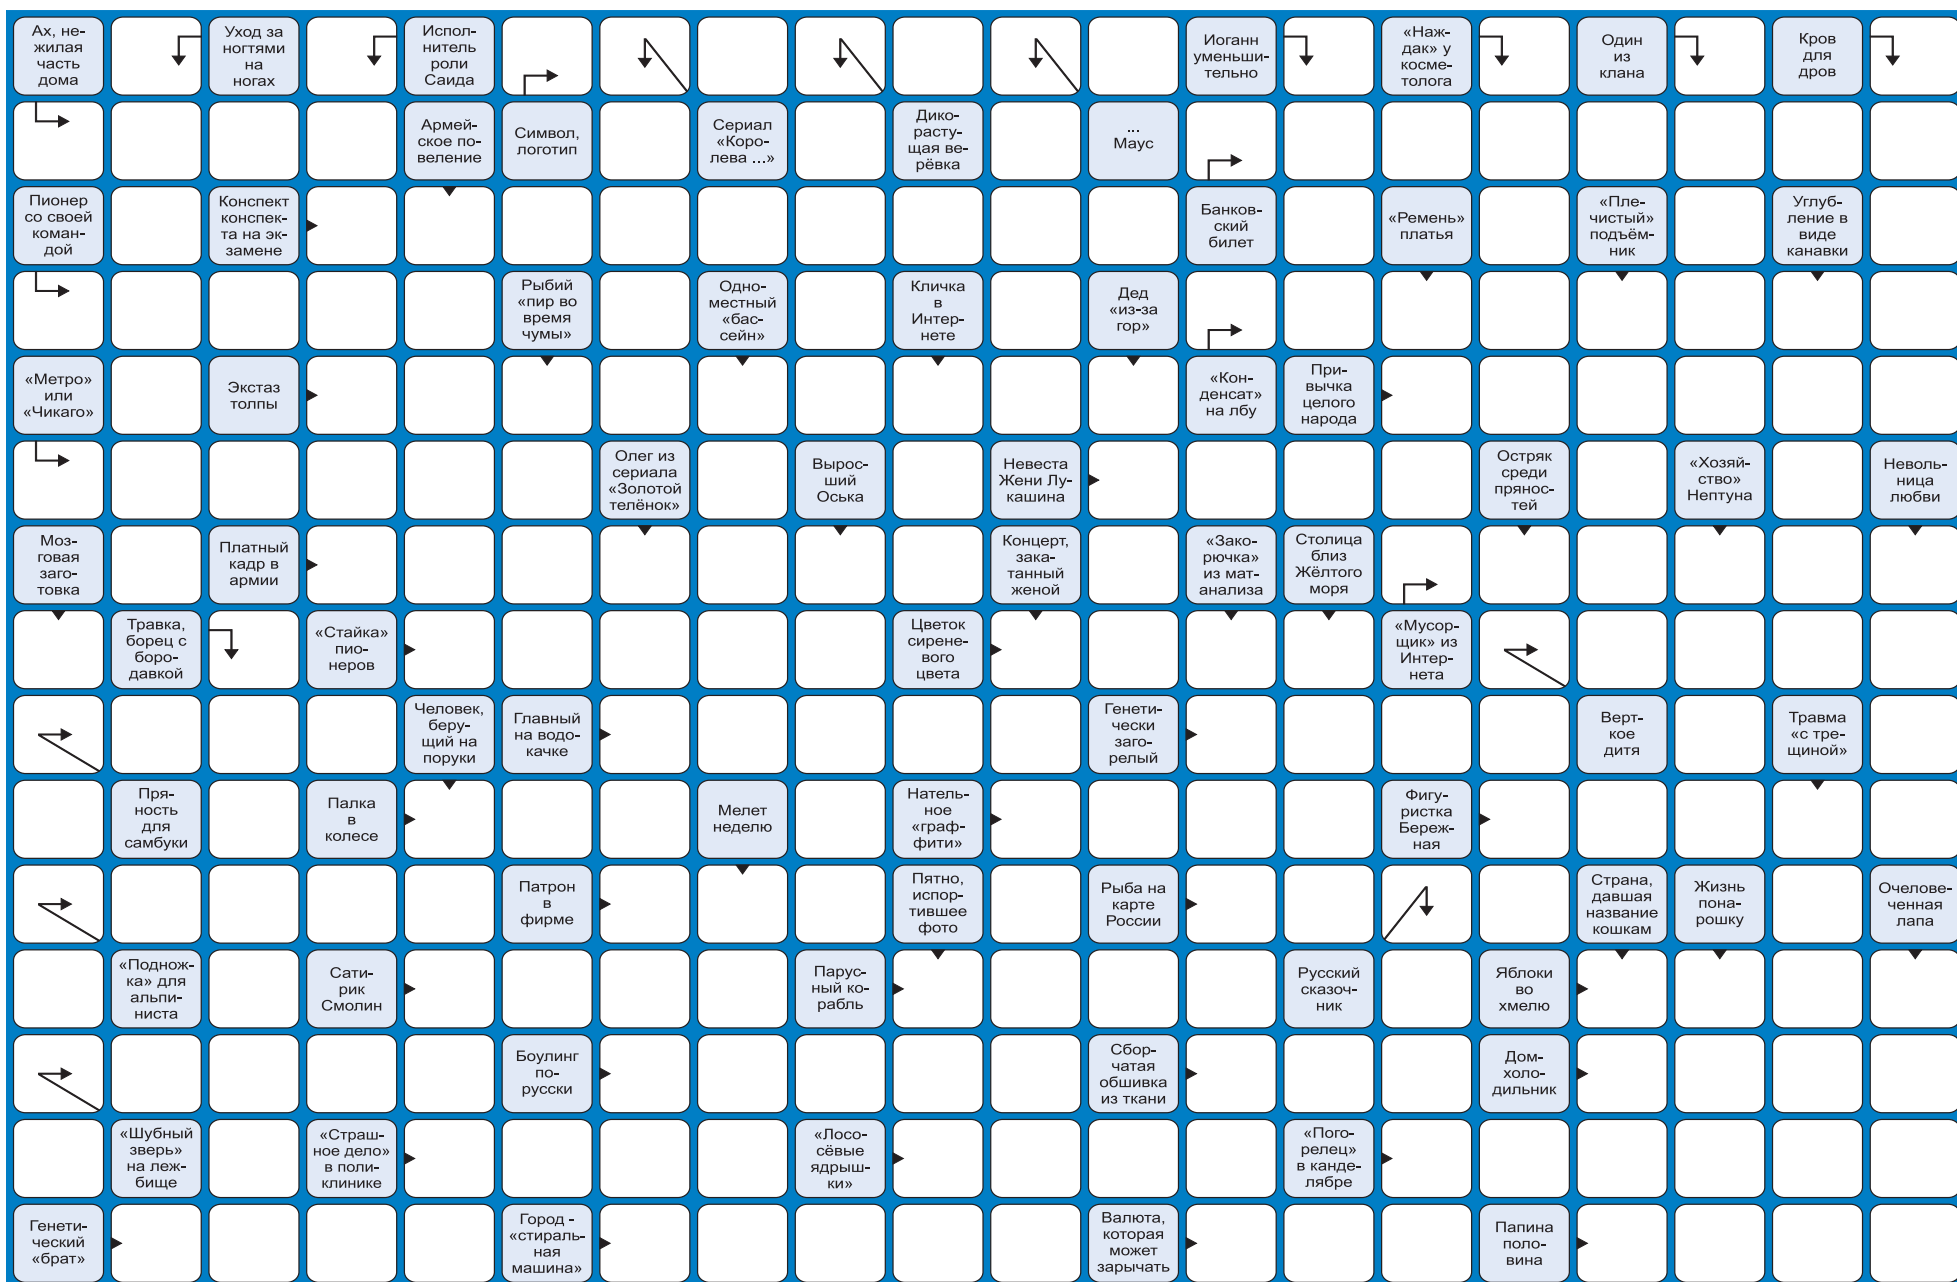 Ах, не-
жилая
часть
дома
Уход за
ногтями
на
ногах
Испол-
нитель
роли
Саида
Иоганн
уменьши-
тельно
«Наж-
дак» у
косме-
толога
Один
из
клана
Кров
для
дров
Армей-
ское по-
веление
Символ,
логотип
Сериал
«Коро-
лева ...»
Дико-
расту-
щая ве-
рёвка
...
Маус
Пионер
со своей
коман-
дой
Конспект
конспек-
та на эк-
замене
Банков-
ский
билет
«Ремень»
платья
«Пле-
чистый»
подъём-
ник
Углуб-
ление в
виде
канавки
Рыбий
«пир во
время
чумы»
Одно-
местный
«бас-
сейн»
Кличка
в
Интер-
нете
Дед
«из-за
гор»
«Метро»
или
«Чикаго»
Экстаз
толпы
«Кон-
денсат»
на лбу
При-
вычка
целого
народа
Олег из
сериала
«Золотой
телёнок»
Вырос-
ший
Оська
Невеста
Жени Лу-
кашина
Остряк
среди
прянос-
тей
«Хозяй-
ство»
Нептуна
Неволь-
ница
любви
Моз-
говая
заго-
товка
Платный
кадр в
армии
Концерт,
зака-
танный
женой
«Зако-
рючка»
из мат-
анализа
Столица
близ
Жёлтого
моря
Травка,
борец с
боро-
давкой
«Стайка»
пио-
неров
Цветок
сирене-
вого
цвета
«Мусор-
щик» из
Интер-
нета
Человек,
беру-
щий на
поруки
Главный
на водо-
качке
Генети-
чески
заго-
релый
Верт-
кое
дитя
Травма
«с тре-
щиной»
Пря-
ность
для
самбуки
Палка
в
колесе
Мелет
неделю
Натель-
ное
«граф-
фити»
Фигу-
ристка
Береж-
ная
Патрон
в
фирме
Пятно,
испор-
тившее
фото
Рыба на
карте
России
Страна,
давшая
название
кошкам
Жизнь
пона-
рошку
Очелове-
ченная
лапа
«Поднож-
ка» для
альпи-
ниста
Сати-
рик
Смолин
Парус-
ный ко-
рабль
Русский
сказоч-
ник
Яблоки
во
хмелю
Боулинг
по-
русски
Сбор-
чатая
обшивка
из ткани
Дом-
холо-
дильник
«Шубный
зверь»
на леж-
бище
«Страш-
ное дело»
в поли-
клинике
«Лосо-
сёвые
ядрыш-
ки»
«Пого-
релец»
в канде-
лябре
Генети-
ческий
«брат»
Город -
«стираль-
ная
машина»
Валюта,
которая
может
зарычать
Папина
поло-
вина